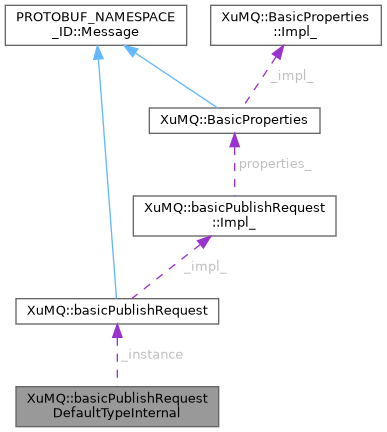 PROTOBUF_NAMESPACE
_ID::Message
XuMQ::BasicProperties
::Impl_
_impl_
XuMQ::BasicProperties
properties_
XuMQ::basicPublishRequest
::Impl_
_impl_
XuMQ::basicPublishRequest
_instance
XuMQ::basicPublishRequest
DefaultTypeInternal